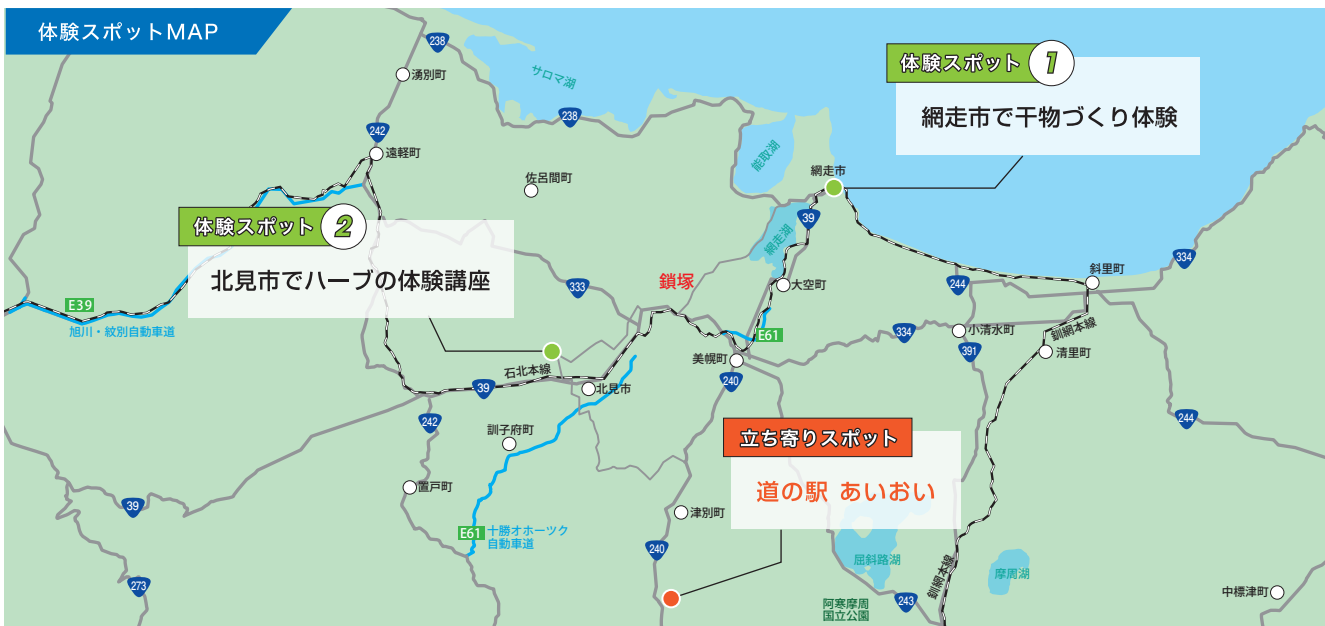 体験スポットMAP
238
湧別町
サロマ湖
体験スポット 1
網走市で干物づくり体験
242
238
遠軽町
能取湖
佐呂間町
網走市
体験スポット 2
北見市でハーブの体験講座
39
網走湖
334
鎖塚
斜里町
333
大空町
244
E39
旭川・紋別自動車道
334
小清水町
釧網本線
E61
391
清里町
美幌町
石北本線
240
39
北見市
242
244
訓子府町
立ち寄りスポット
道の駅 あいおい
置戸町
39
津別町
E61
十勝オホーツク
自動車道
240
屈斜路湖
釧網本線
摩周湖
273
阿寒摩周
国立公園
243
中標津町